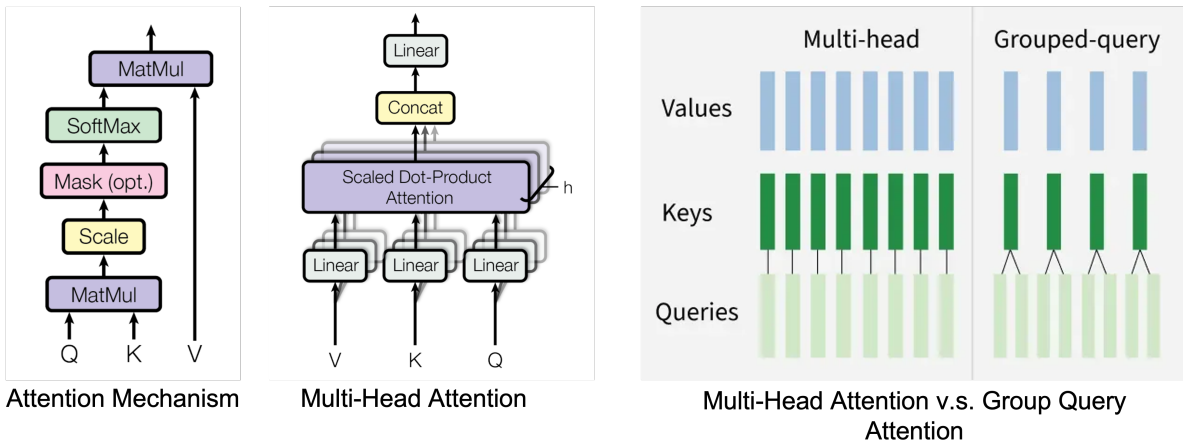 MatMul
SoftMax
Mask (opt.)
Scale
MatMul
Q K V
Attention Mechanism
Linear
Concat
Scaled Dot-Product
Attention
h
Linear Linear Linear
V K Q
Multi-Head Attention
Multi-head Grouped-query
Values
Keys
Queries
Multi-Head Attention v.s. Group Query
Attention